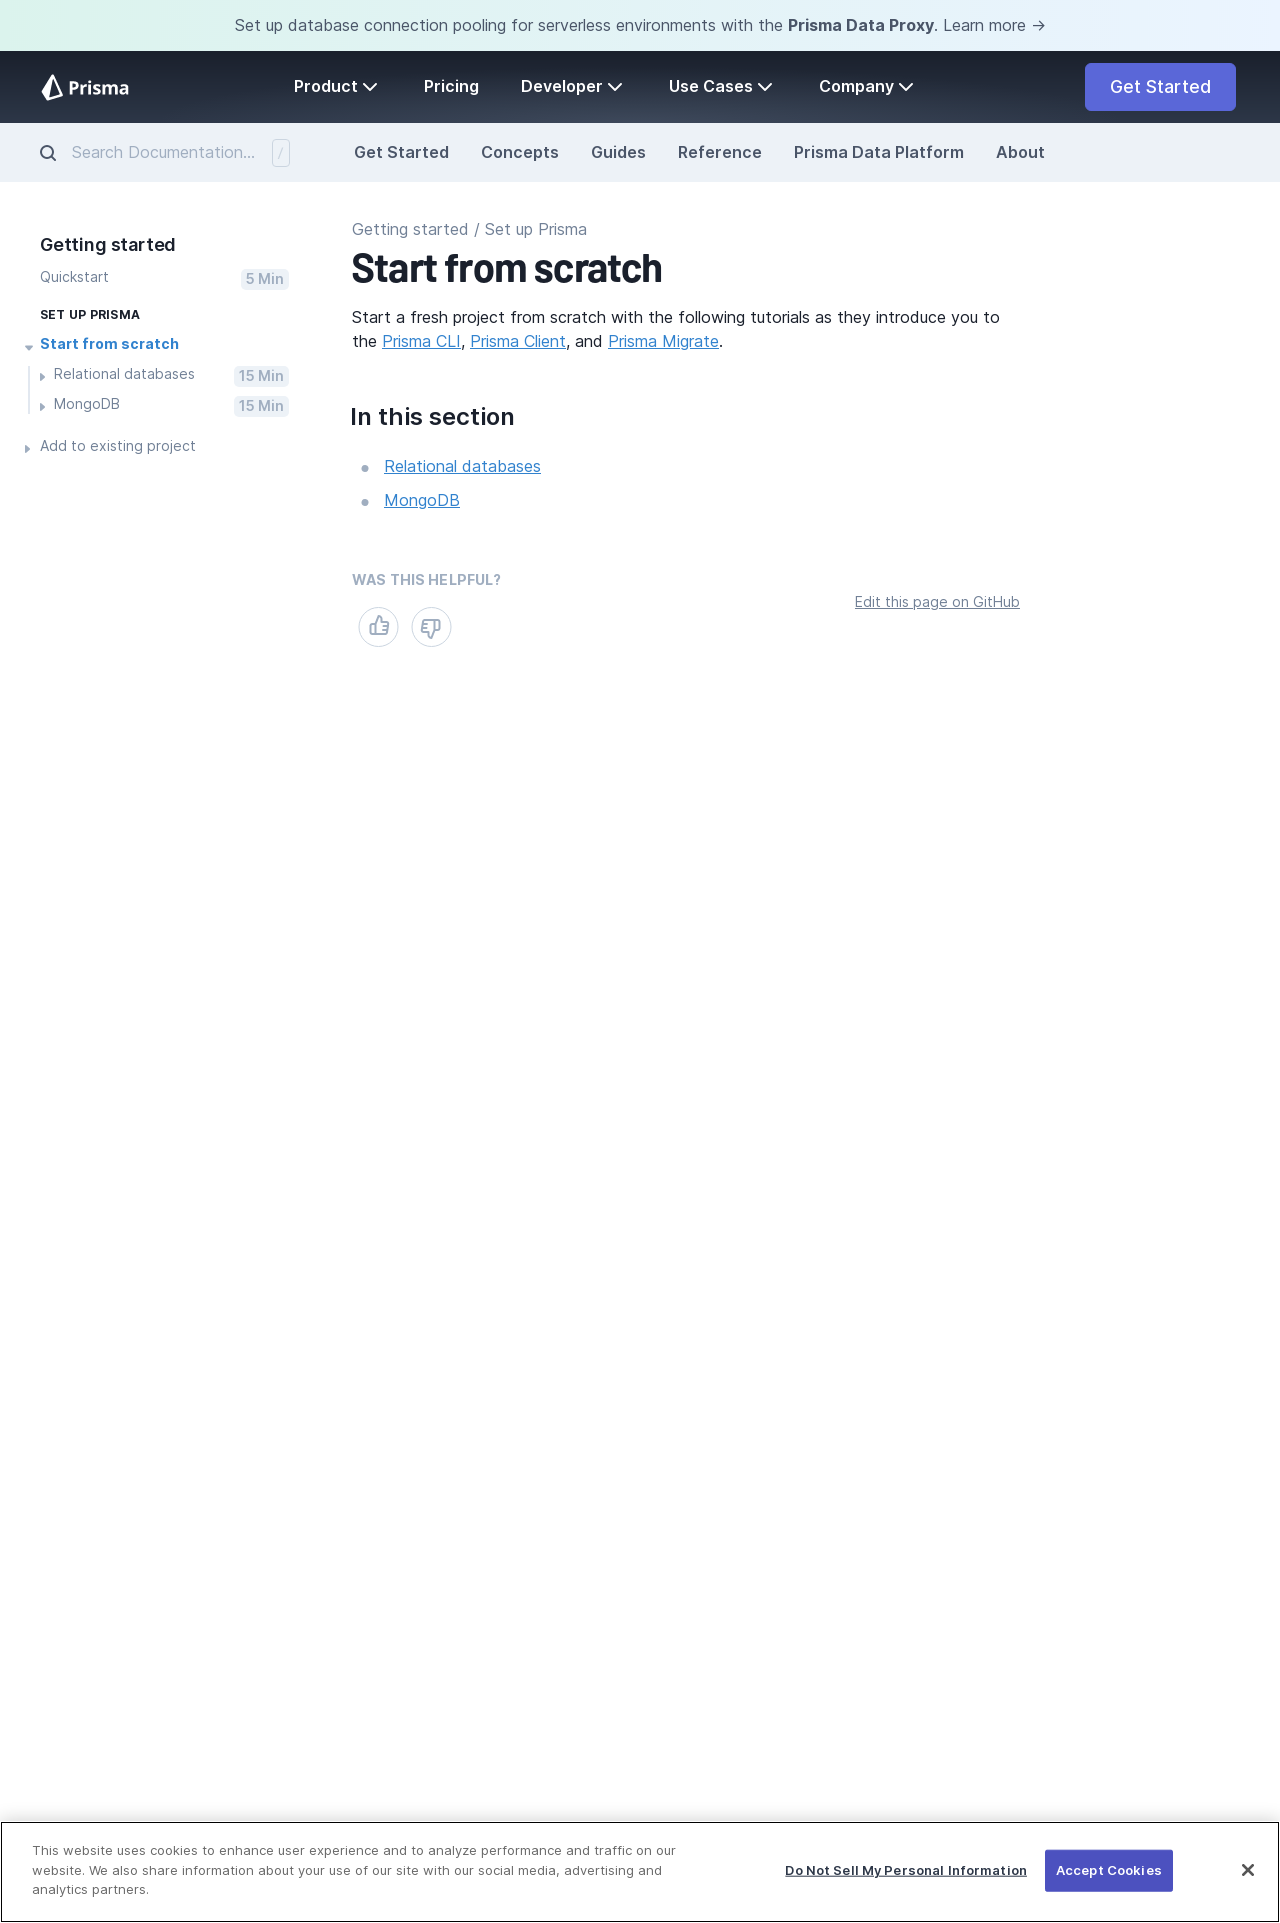 Set up database connection pooling for serverless environments with the Prisma Data Proxy. Learn more →
Prisma
Product
Pricing
Developer
Use Cases
Company
Get Started
Search Documentation...
/
Get Started
Concepts
Guides
Reference
Prisma Data Platform
About
Getting started
Quickstart
5 Min
SET UP PRISMA
Start from scratch
Relational databases
15 Min
MongoDB
15 Min
Add to existing project
Getting started / Set up Prisma
Start from scratch
Start a fresh project from scratch with the following tutorials as they introduce you to
the Prisma CLI, Prisma Client, and Prisma Migrate.
In this section
Relational databases
MongoDB
WAS THIS HELPFUL?
Edit this page on GitHub
This website uses cookies to enhance user experience and to analyze performance and traffic on our
website. We also share information about your use of our site with our social media, advertising and
analytics partners.
Do Not Sell My Personal Information
Accept Cookies